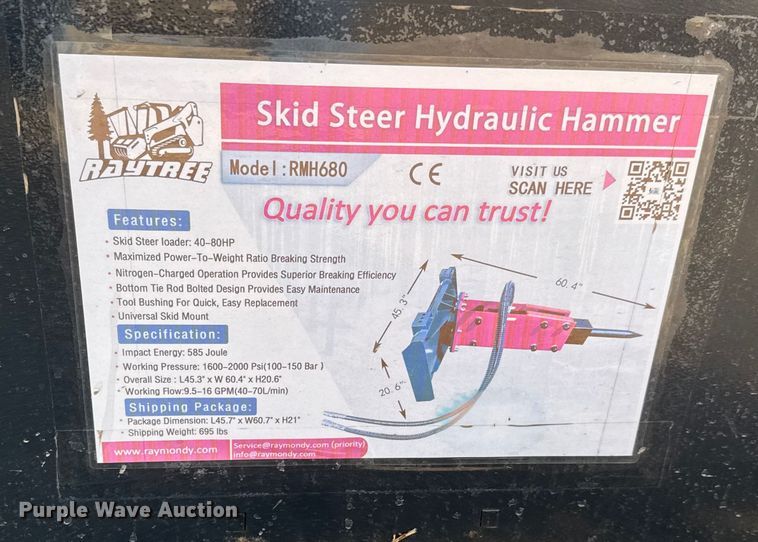 RAYTREE
Skid Steer Hydraulic Hammer
Model:RMH680
CE
VISIT US
SCAN HERE
Quality you can trust!
Features:
• Skid Steer loader: 40-80HP
• Maximized Power-To-Weight Ratio Breaking Strength
• Nitrogen-Charged Operation Provides Superior Breaking Efficiency
• Bottom Tie Rod Bolted Design Provides Easy Maintenance
• Tool Bushing For Quick, Easy Replacement
• Universal Skid Mount
Specification:
• Impact Energy: 585 Joule
• Working Pressure: 1600-2000 Psi(100-150 Bar )
• Overall Size : L45.3" x W 60.4" x H20.6"
• Working Flow:9.5-16 GPM(40-70L/min)
Shipping Package:
• Package Dimension: L45.7" x W60.7" x H21"
• Shipping Weight: 695 lbs
45.3"
60.4"
20.6"
www.raymondy.com
Service@raymondy.com (priority)
info@raymondy.com
Purple Wave Auction